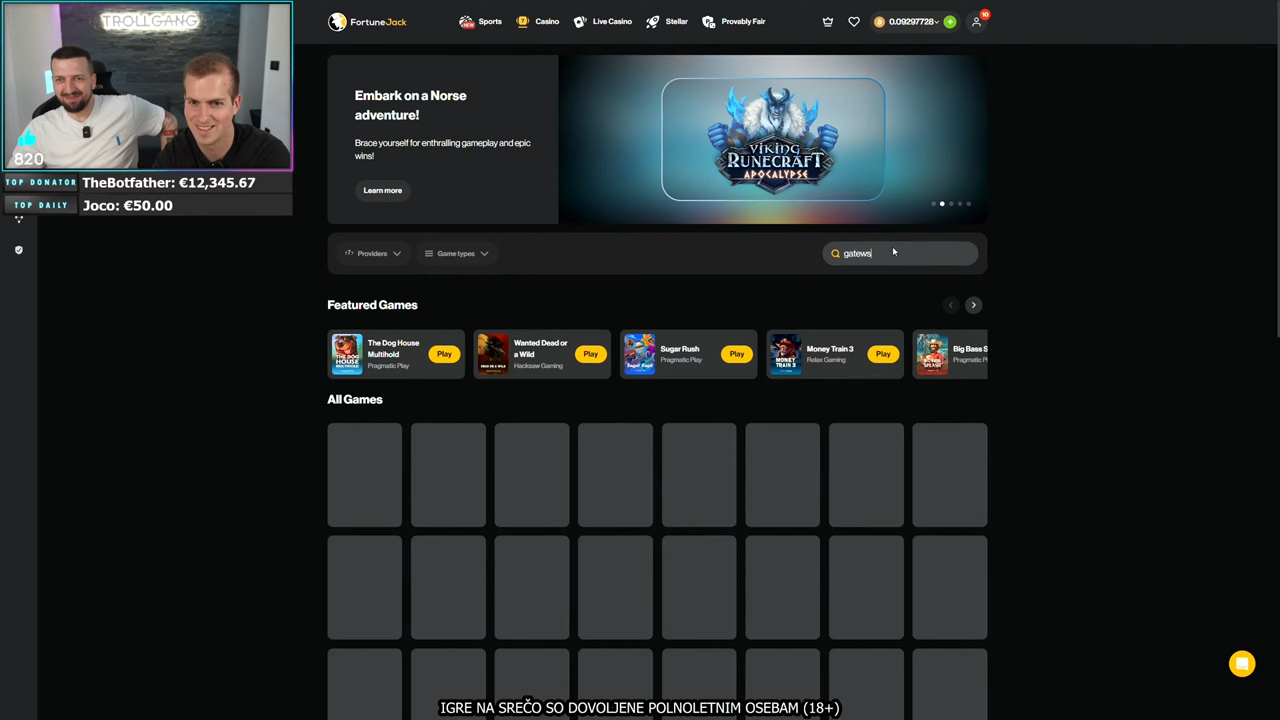 TROLLGANG
820
TOP DONATOR TheBotfather: €12,345.67
TOP DAILY Joco: €50.00
FortuneJack
NEW Sports
Casino
Live Casino
Stellar
Provably Fair
0.09297728
10
Embark on a Norse
adventure!
Brace yourself for enthralling gameplay and epic
wins!
Learn more
VIKING
RUNECRAFT
APOCALYPSE
Providers
Game types
gatews
Featured Games
The Dog House
Multihold
Pragmatic Play
Play
Wanted Dead or
a Wild
Hacksaw Gaming
Play
Sugar Rush
Pragmatic Play
Play
Money Train 3
Relax Gaming
Play
Big Bass S
Pragmatic P
All Games
IGRE NA SREČO SO DOVOLJENE POLNOLETNIM OSEBAM (18+)